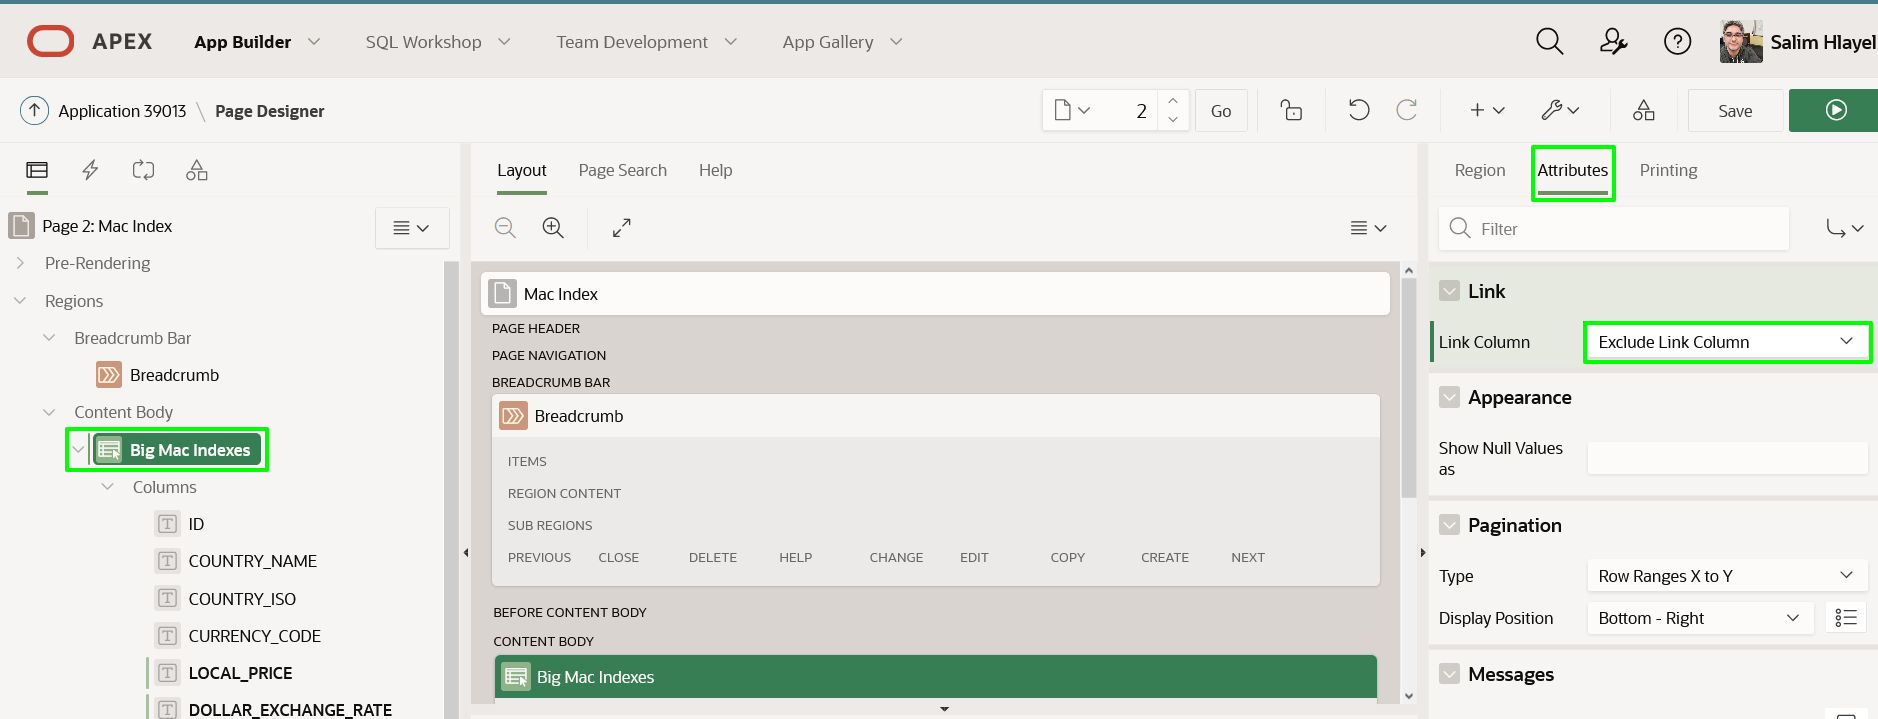 APEX App Builder SQL Workshop Team Development App Gallery Salim Hlayel
Application 39013 \ Page Designer 2 Go Save
Layout Page Search Help
Region Attributes Printing
Page 2: Mac Index
Filter
Pre-Rendering
Regions
Breadcrumb Bar
Breadcrumb
Content Body
Big Mac Indexes
Columns
ID
COUNTRY_NAME
COUNTRY_ISO
CURRENCY_CODE
LOCAL_PRICE
DOLLAR_EXCHANGE_RATE
Mac Index
PAGE HEADER
PAGE NAVIGATION
BREADCRUMB BAR
Breadcrumb
ITEMS
REGION CONTENT
SUB REGIONS
PREVIOUS CLOSE DELETE HELP CHANGE EDIT COPY CREATE NEXT
BEFORE CONTENT BODY
CONTENT BODY
Big Mac Indexes
Link
Link Column Exclude Link Column
Appearance
Show Null Values
as
Pagination
Type Row Ranges X to Y
Display Position Bottom - Right
Messages